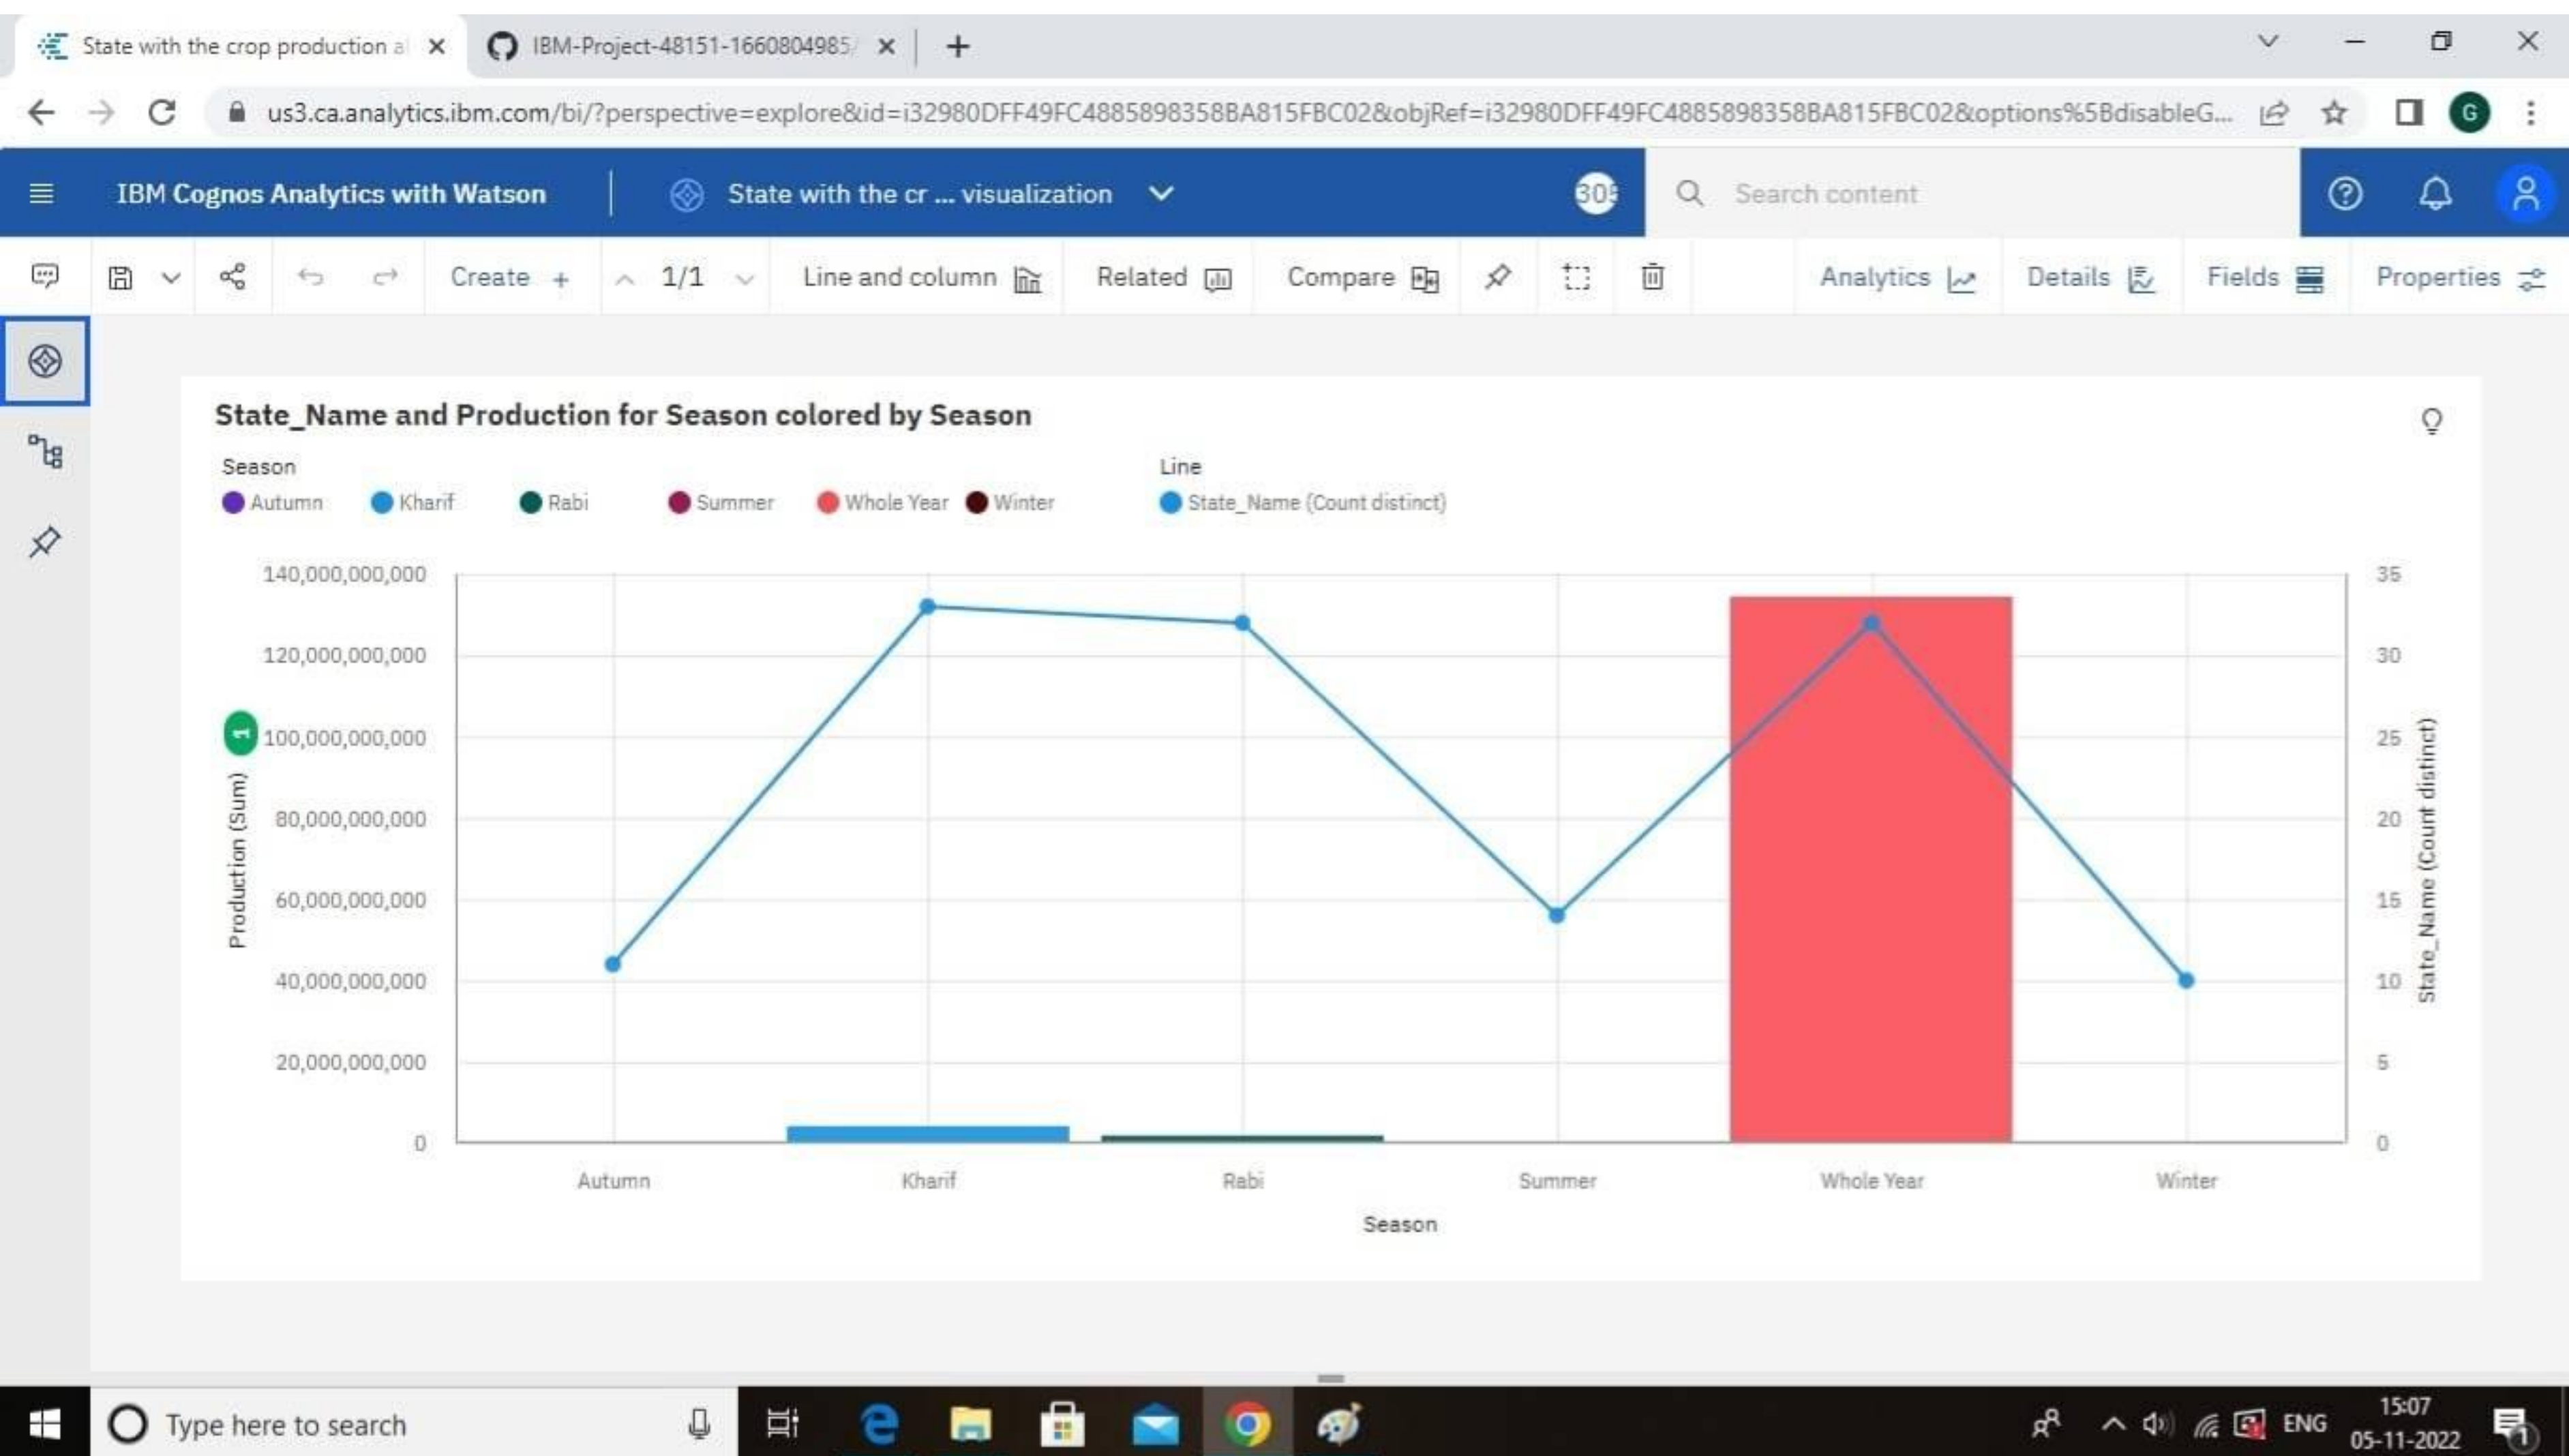 State with the crop production a
IBM-Project-48151-1660804985/
us3.ca.analytics.ibm.com/bi/?perspective=explore&id=i32980DFF49FC4885898358BA815FBC02&objRef=i32980DFF49FC4885898358BA815FBC02&options%5BdisableG...
G
IBM Cognos Analytics with Watson
State with the cr ... visualization
305
Search content
Create + 1/1 Line and column Related Compare Analytics Details Fields Properties
State_Name and Production for Season colored by Season
Season Line
Autumn Kharif Rabi Summer Whole Year Winter State_Name (Count distinct)
140,000,000,000 35
120,000,000,000 30
100,000,000,000 25
80,000,000,000 20
60,000,000,000 15
40,000,000,000 10
20,000,000,000 5
0 0
1
Production (Sum)
State_Name (Count distinct)
Autumn Kharif Rabi Summer Whole Year Winter
Season
Type here to search
ENG
15:07
05-11-2022
1